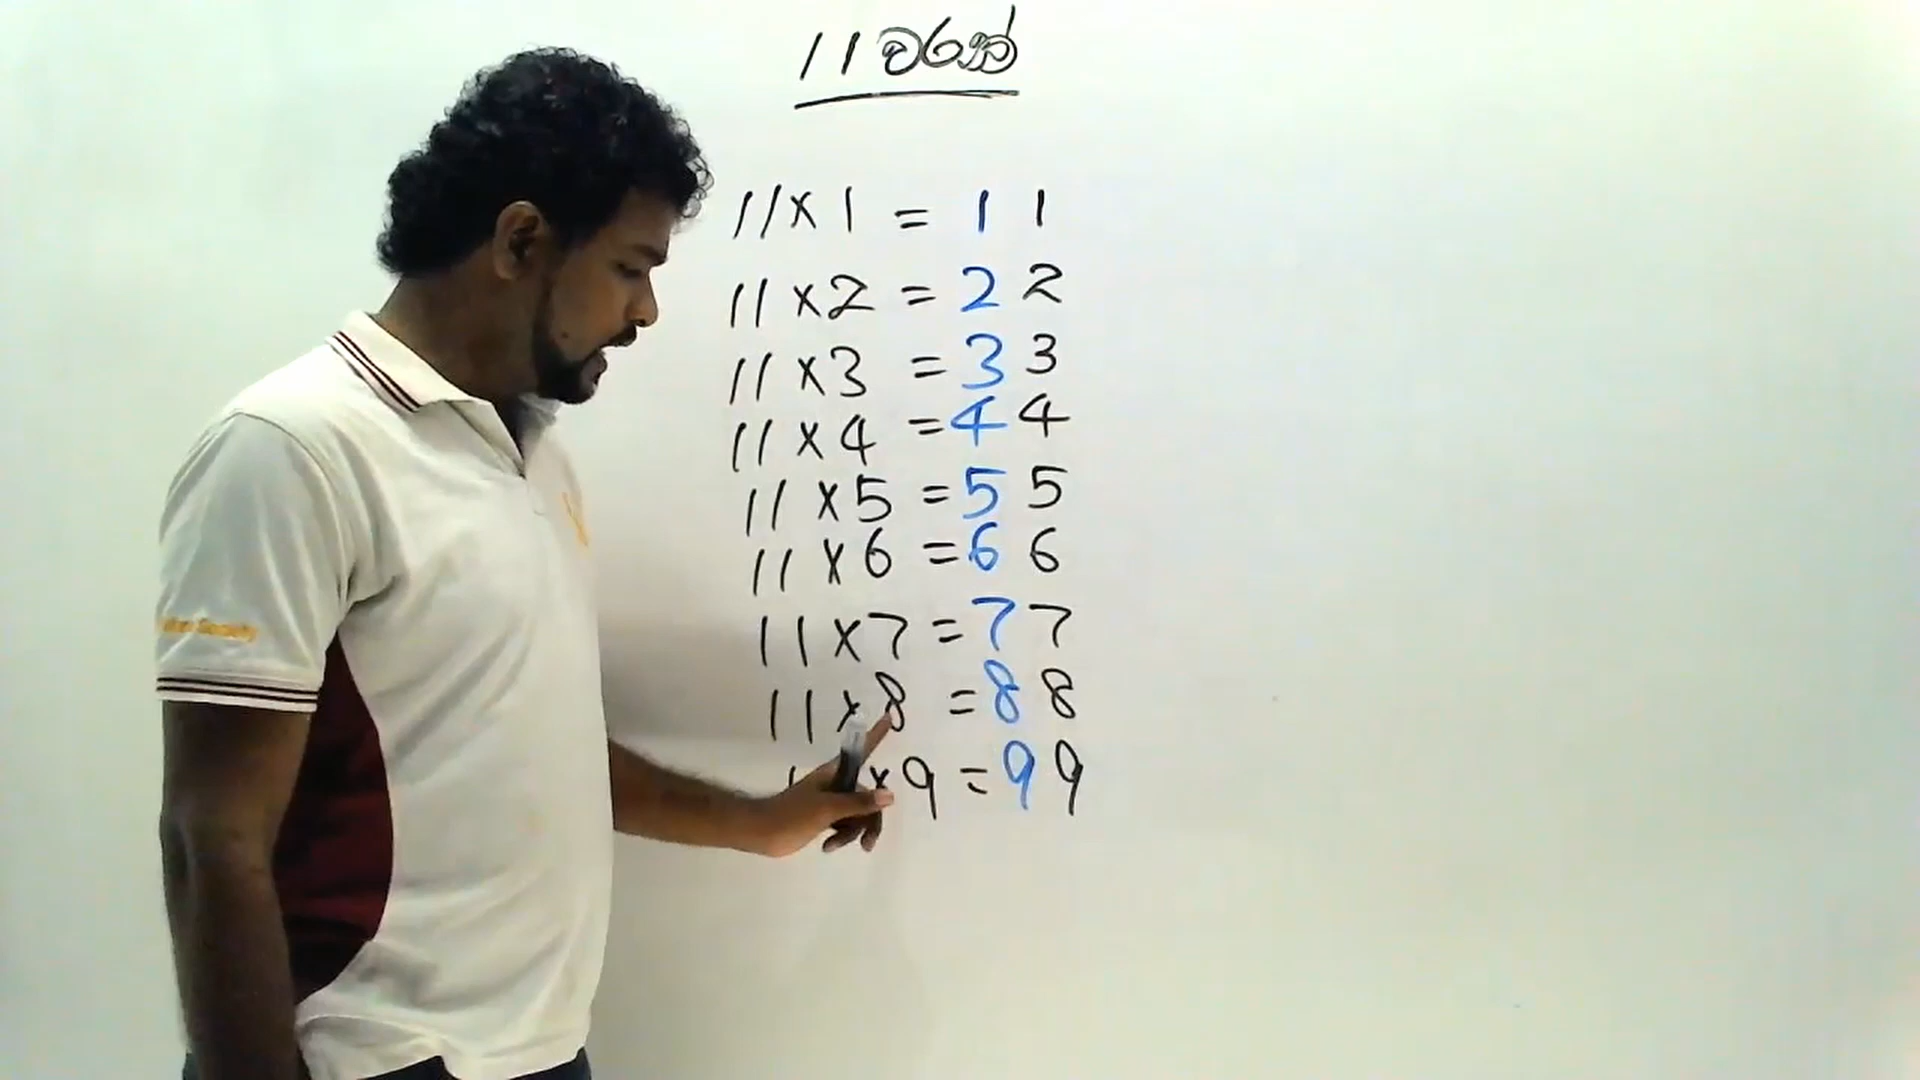 11 වරක්
11 × 1 = 1 1
11 × 2 = 2 2
11 × 3 = 3 3
11 × 4 = 4 4
11 × 5 = 5 5
11 × 6 = 6 6
11 × 7 = 7 7
11 × 8 = 8 8
× 9 = 9 9
Society